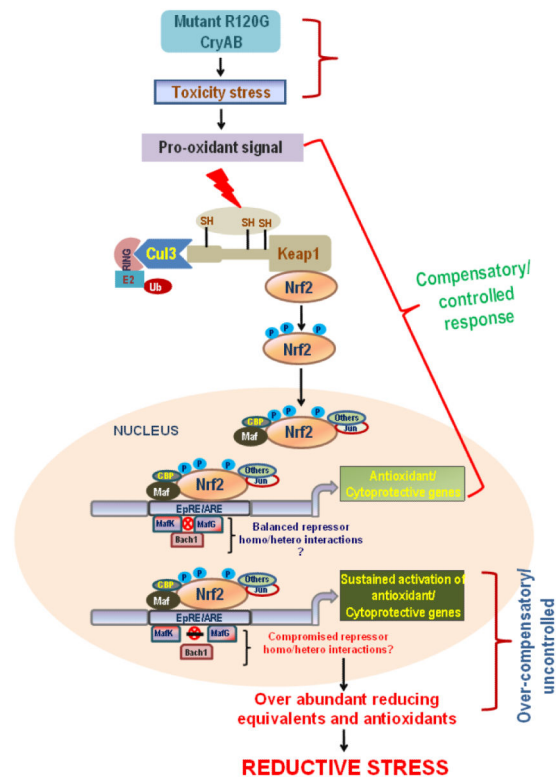 Mutant R120G
CryAB
Toxicity stress
Pro-oxidant signal
SH
SH
SH
RING
Cul3
Keap1
E2
Ub
Nrf2
Compensatory/
controlled
response
P
P
P
Nrf2
NUCLEUS
P
P
P
GBP
Others
Maf
Nrf2
Jun
P
P
P
GBP
Others
Maf
Nrf2
Jun
Antioxidant/
Cytoprotective genes
EpRE/ARE
MafK
MafG
Bach1
Balanced repressor
homo/hetero interactions
?
P
P
P
GBP
Others
Maf
Nrf2
Jun
Sustained activation of
antioxidant/
Cytoprotective genes
EpRE/ARE
MafK
MafG
Bach1
Compromised repressor
homo/hetero interactions?
Over-compensatory/
uncontrolled
Over abundant reducing
equivalents and antioxidants
REDUCTIVE STRESS